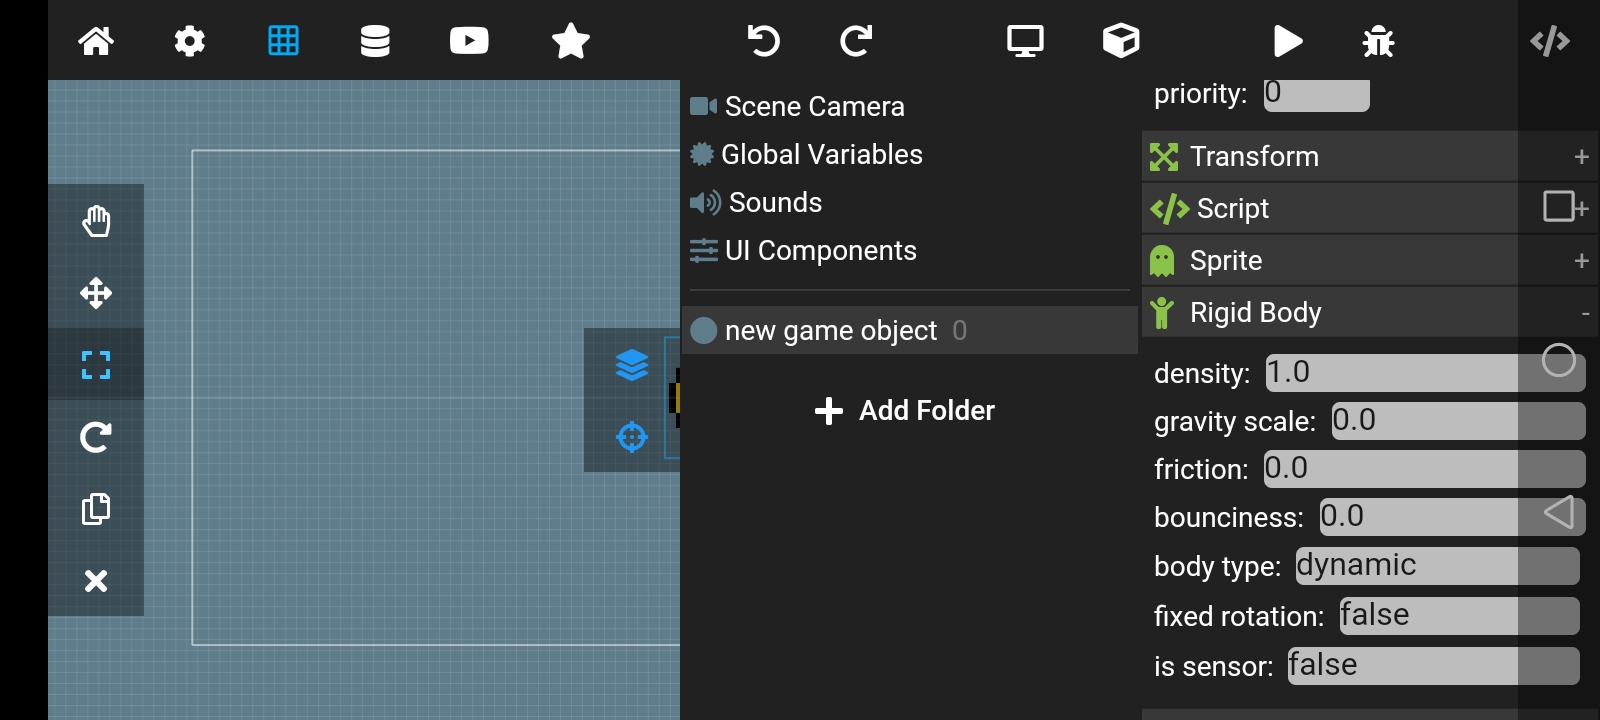 Scene Camera
Global Variables
Sounds
UI Components
new game object 0
Add Folder
priority: 0
Transform +
Script +
Sprite +
Rigid Body -
density: 1.0
gravity scale: 0.0
friction: 0.0
bounciness: 0.0
body type: dynamic
fixed rotation: false
is sensor: false